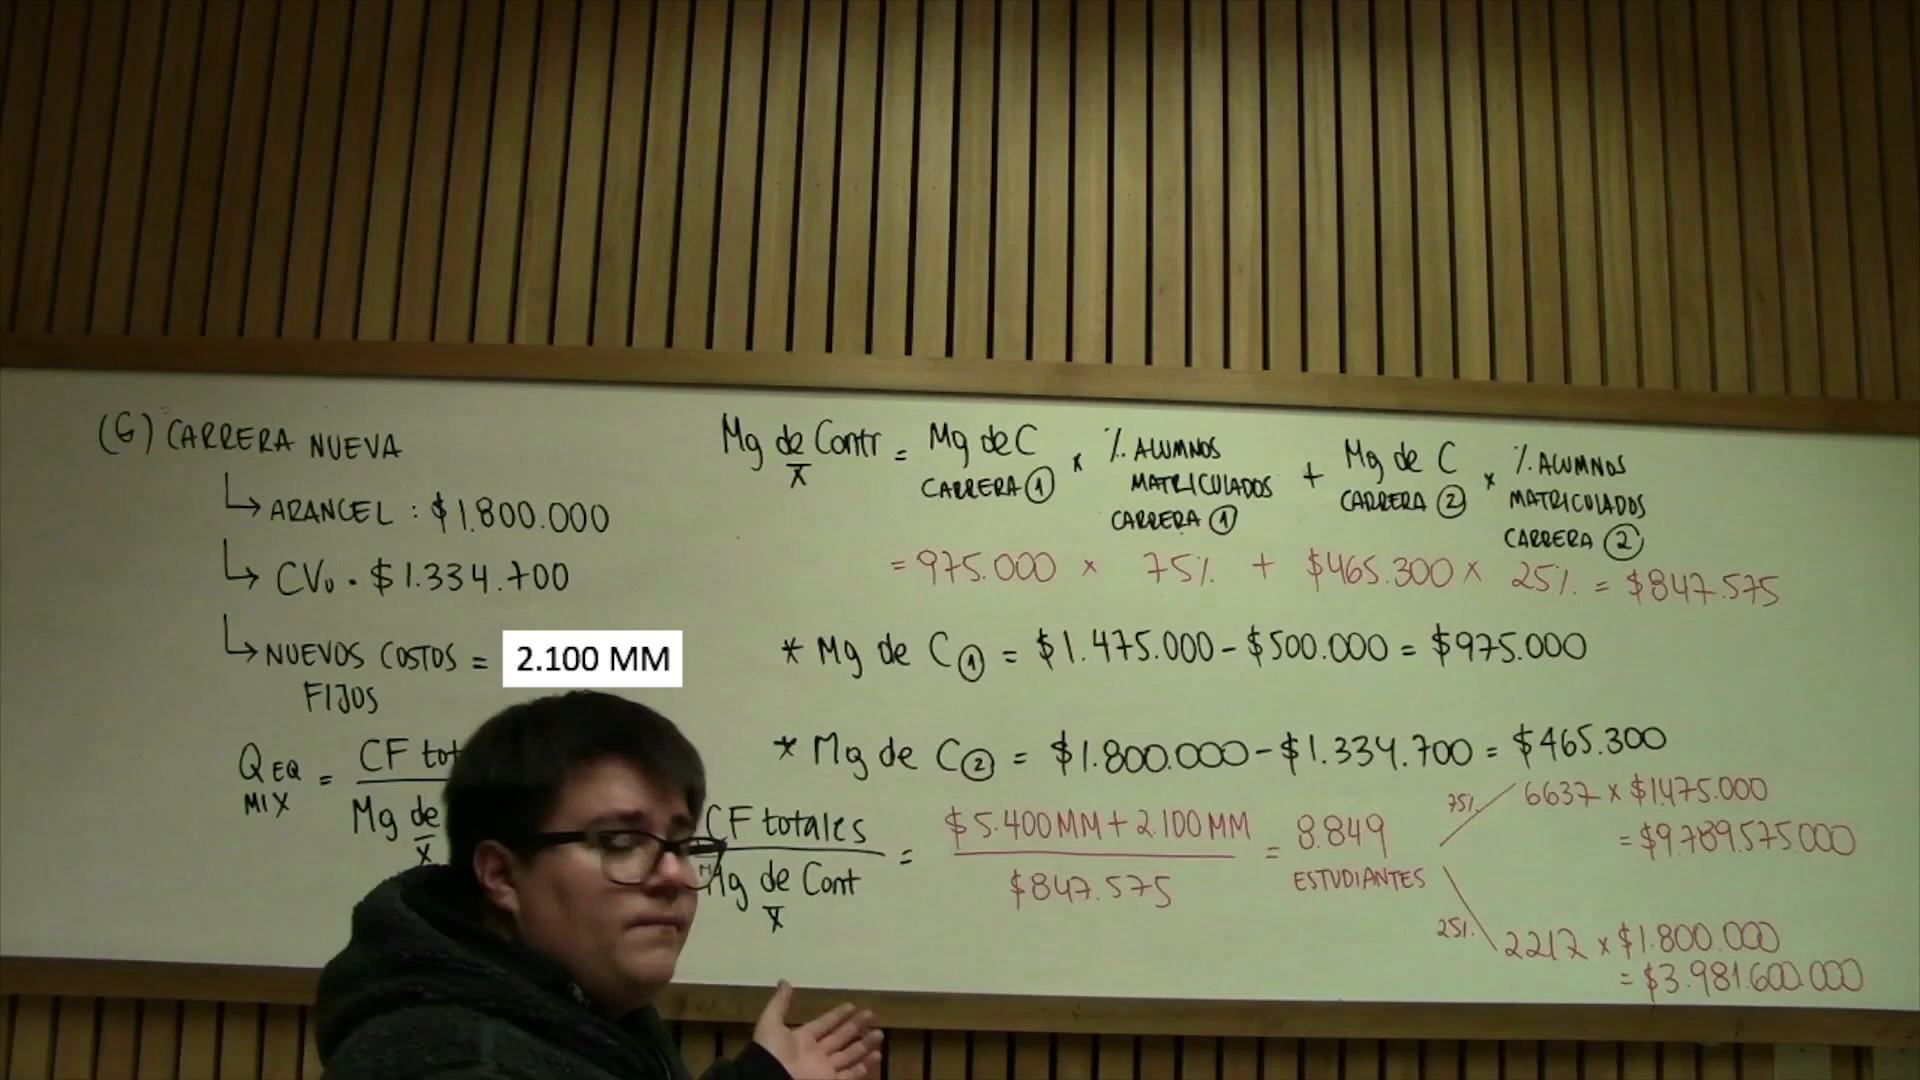 (G) CARRERA NUEVA
↳ ARANCEL : $1.800.000
↳ CVu . $1.334.700
↳ NUEVOS COSTOS = 2.100 MM
FIJOS
Q EQ MIX = CF tot
Mg de
X̄
CF totales
Mg de Cont
X̄
= $5.400MM + 2.100MM
$847.575
= 8.849
ESTUDIANTES
75% 6637 x $1.475.000
= $9.789.575.000
25% 2212 x $1.800.000
= $3.981.600.000
Mg de Contr = Mg de C x % ALUMNOS + Mg de C x % ALUMNOS
X̄ CARRERA ① MATRICULADOS CARRERA ② MATRICULADOS
CARRERA ① CARRERA ②
= 975.000 x 75% + $465.300 x 25% = $847.575
* Mg de C① = $1.475.000 - $500.000 = $975.000
* Mg de C② = $1.800.000 - $1.334.700 = $465.300